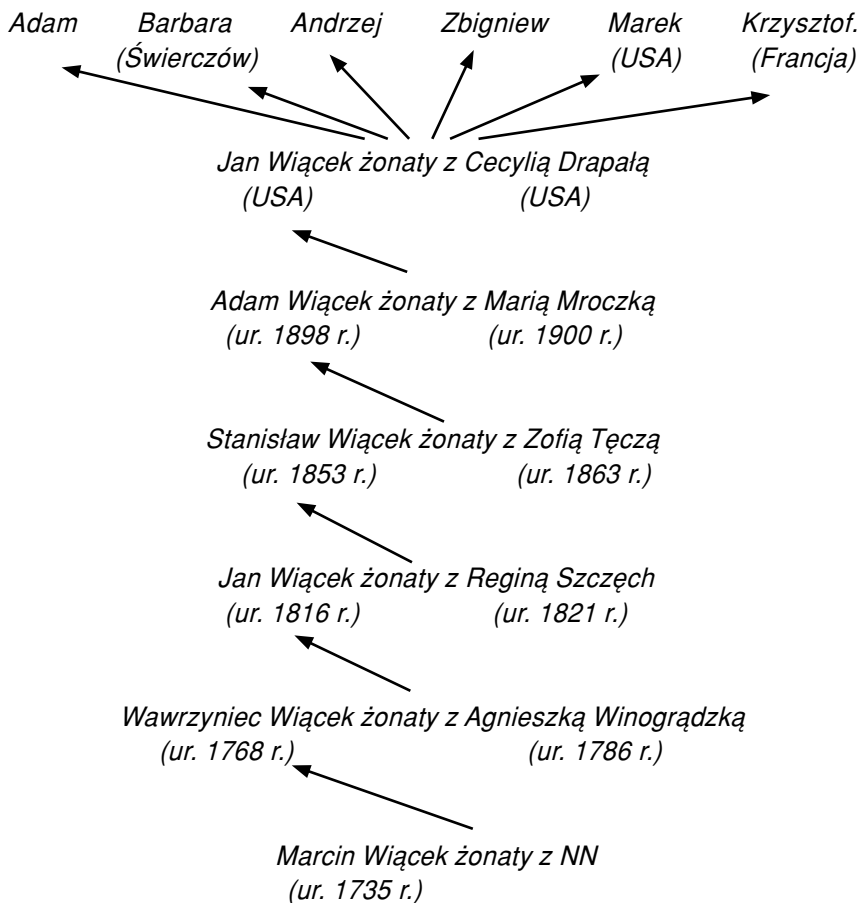 Adam Barbara Andrzej Zbigniew Marek Krzysztof.
(Świerczów) (USA) (Francja)
Jan Wiącek żonaty z Cecylią Drapałą
(USA) (USA)
Adam Wiącek żonaty z Marią Mroczką
(ur. 1898 r.) (ur. 1900 r.)
Stanisław Wiącek żonaty z Zofią Tęczą
(ur. 1853 r.) (ur. 1863 r.)
Jan Wiącek żonaty z Reginą Szczęch
(ur. 1816 r.) (ur. 1821 r.)
Wawrzyniec Wiącek żonaty z Agnieszką Winogrądzką
(ur. 1768 r.) (ur. 1786 r.)
Marcin Wiącek żonaty z NN
(ur. 1735 r.)